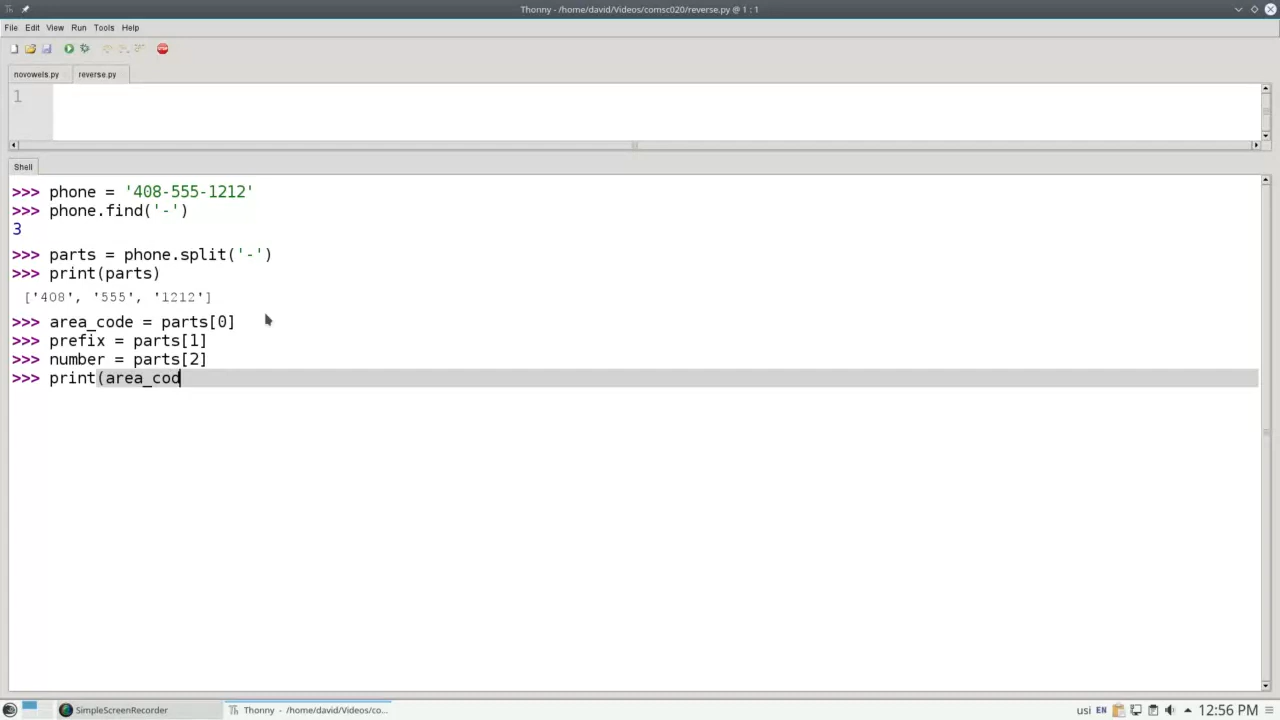 Thonny - /home/david/Videos/comsc020/reverse.py @ 1 : 1
File Edit View Run Tools Help
novowels.py reverse.py
1
Shell
>>> phone = '408-555-1212'
>>> phone.find('-')
3
>>> parts = phone.split('-')
>>> print(parts)
['408', '555', '1212']
>>> area_code = parts[0]
>>> prefix = parts[1]
>>> number = parts[2]
>>> print(area_cod
SimpleScreenRecorder Thonny - /home/david/Videos/co... usi EN 12:56 PM